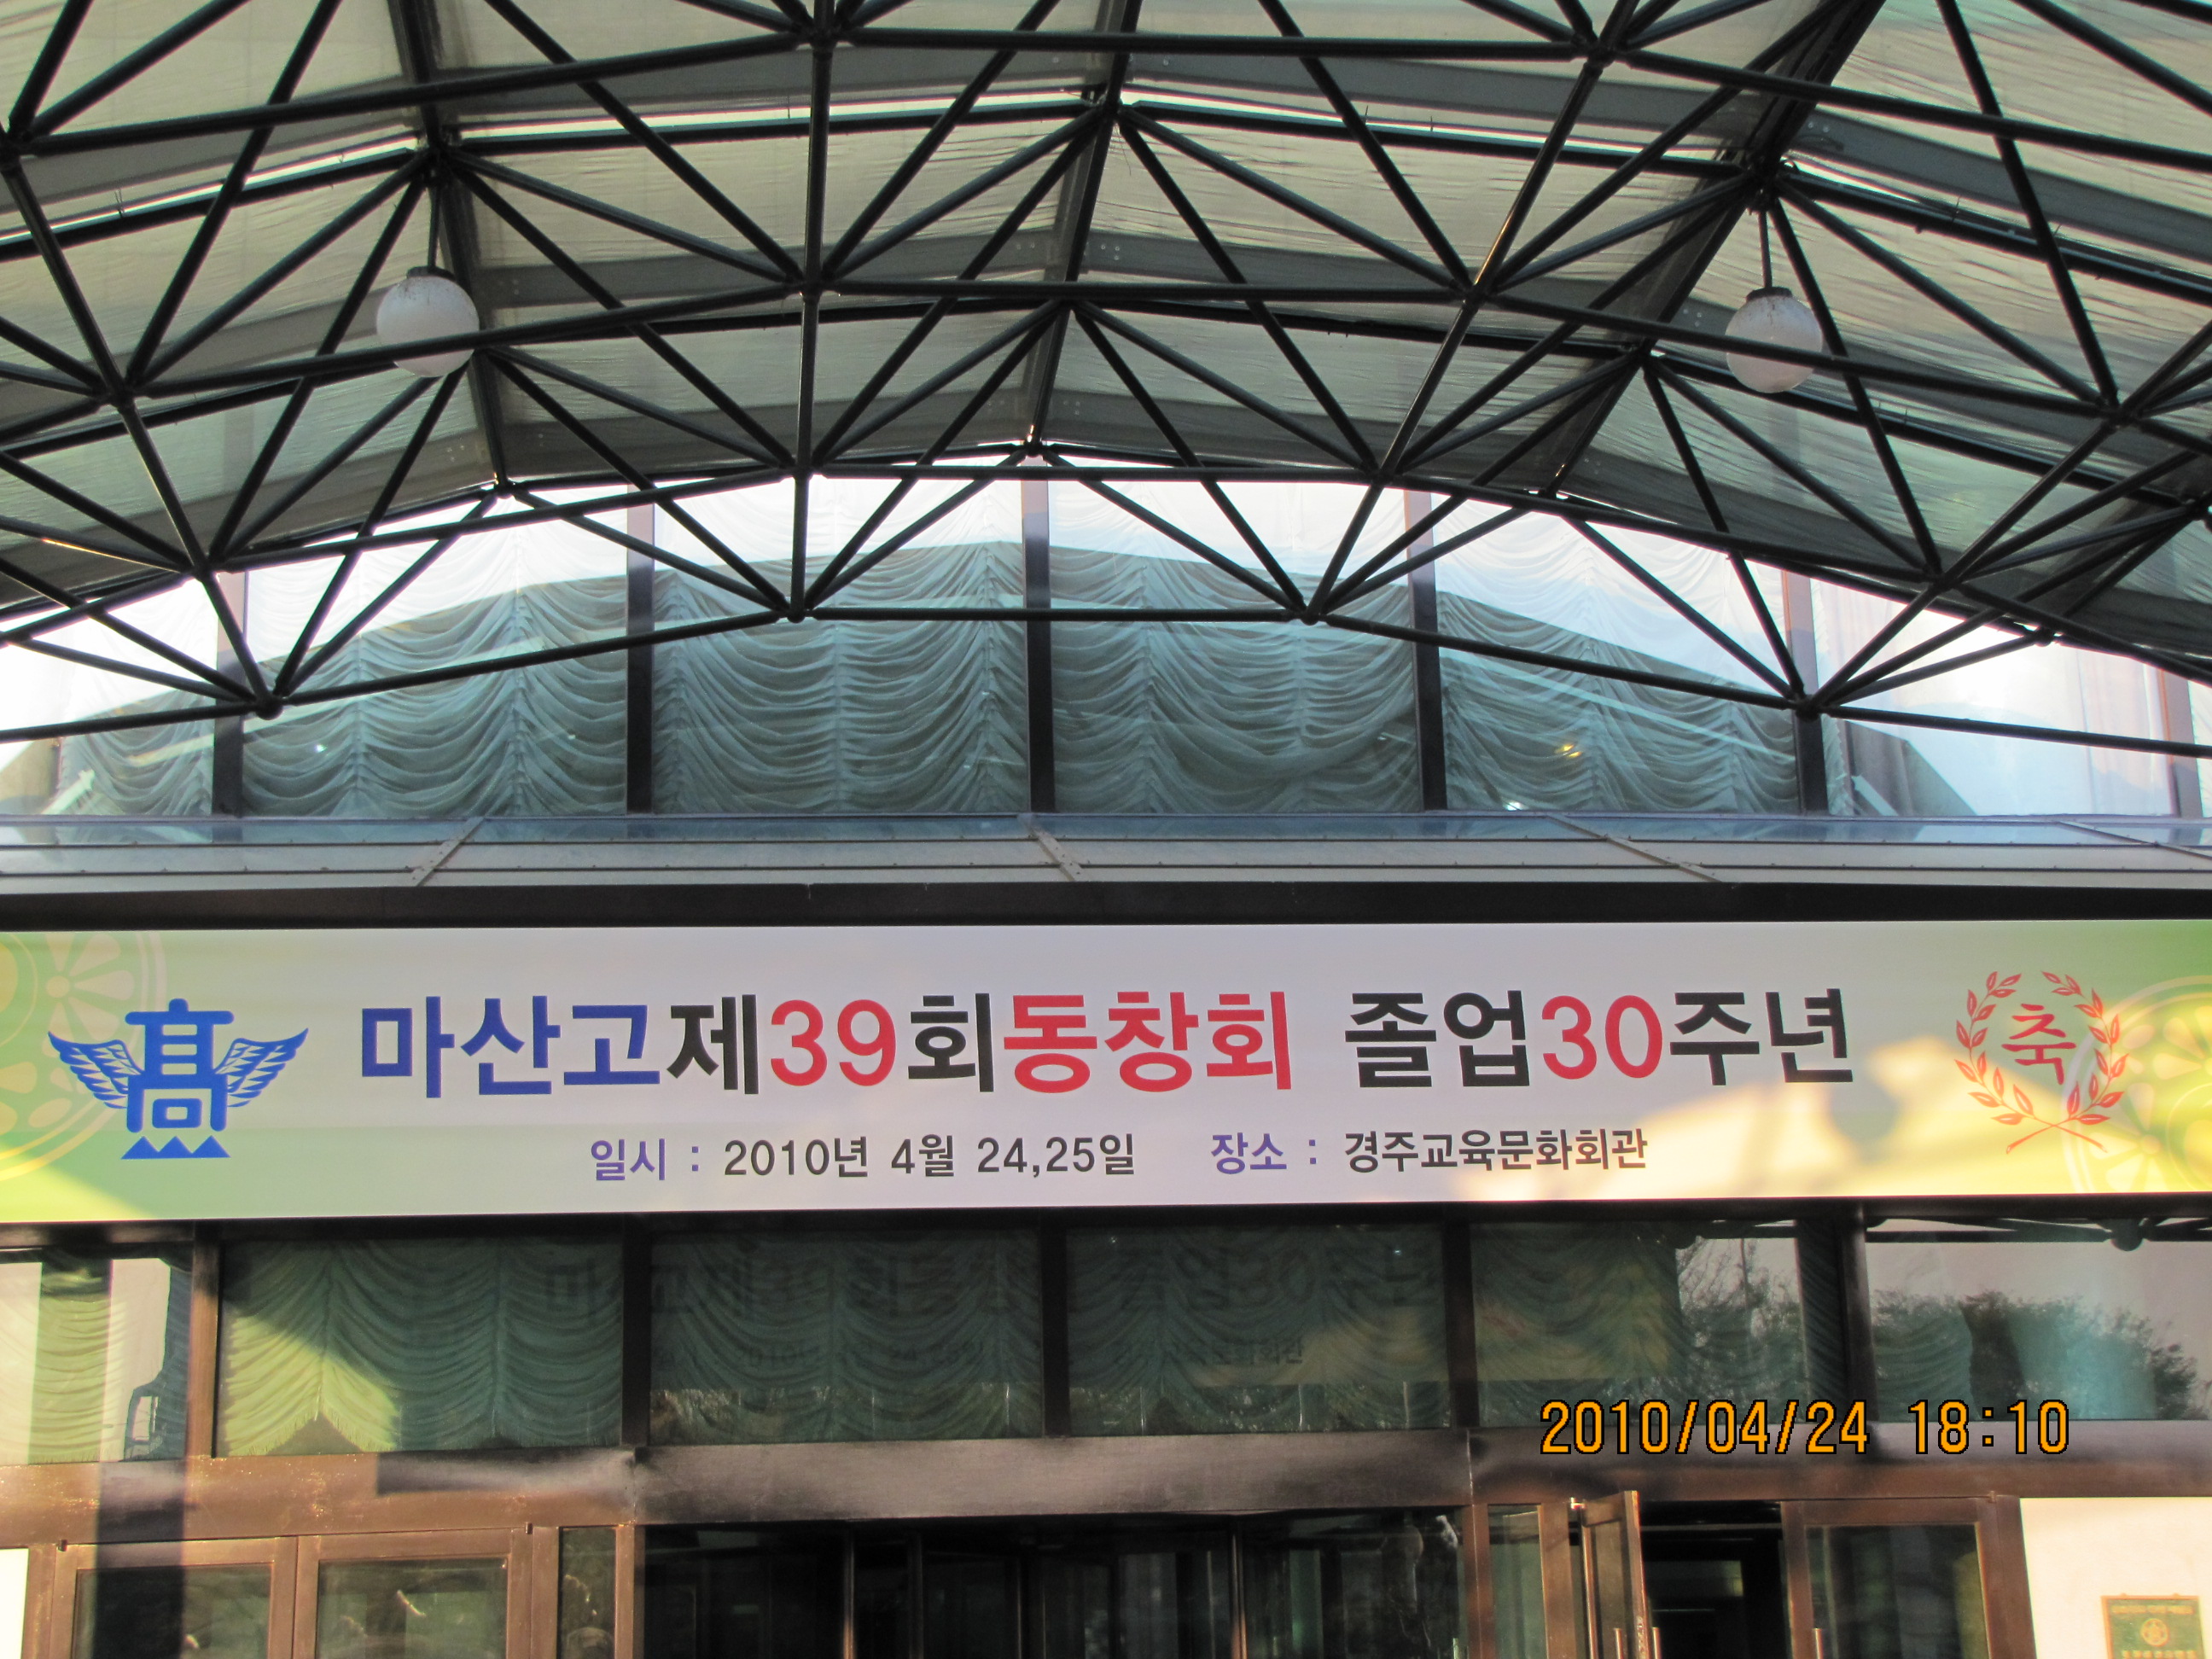 高
마산고제39회동창회 졸업30주년
축
일시 : 2010년 4월 24,25일 장소 : 경주교육문화회관
2010/04/24 18:10